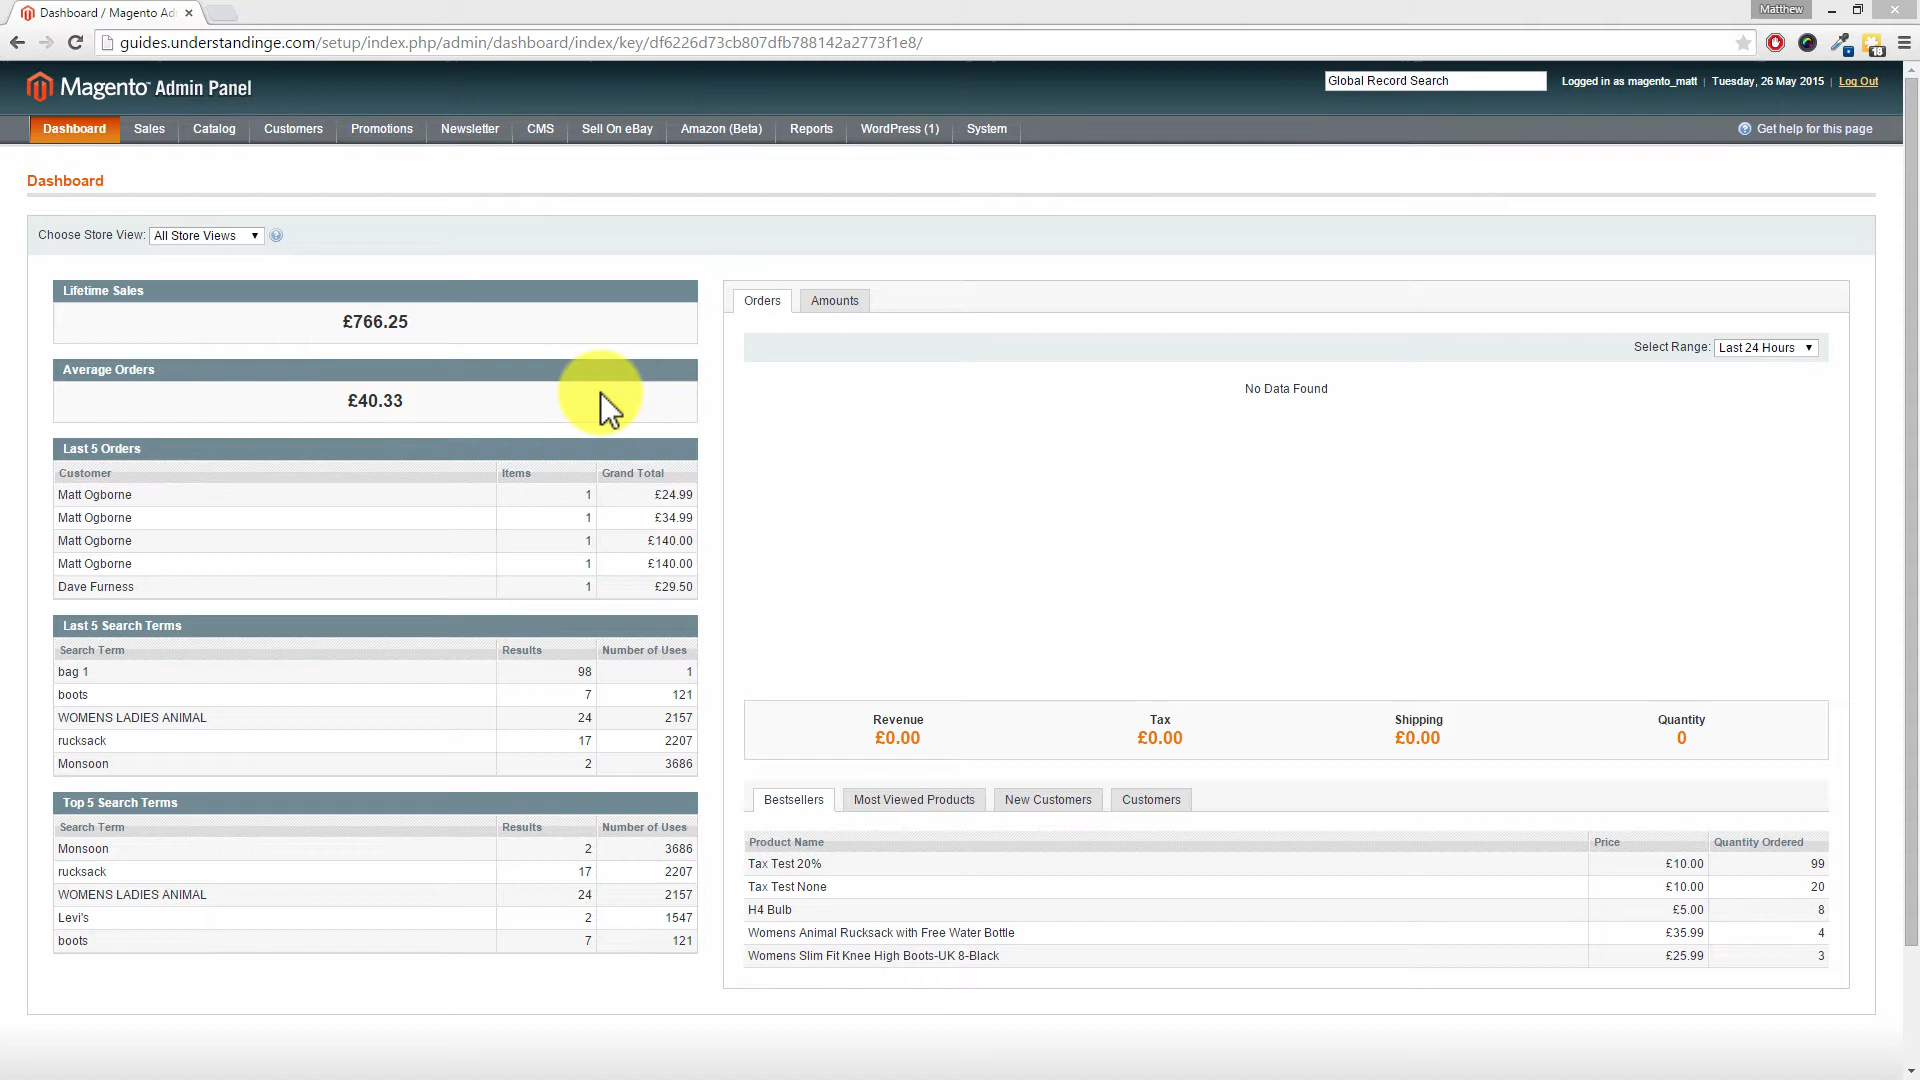 Dashboard / Magento Ad
Matthew
guides.understandinge.com/setup/index.php/admin/dashboard/index/key/df6226d73cb807dfb788142a2773f1e8/
18
Magento™ Admin Panel
Global Record Search
Logged in as magento_matt | Tuesday, 26 May 2015 | Log Out
Dashboard Sales Catalog Customers Promotions Newsletter CMS Sell On eBay Amazon (Beta) Reports WordPress (1) System
Get help for this page
Dashboard
Choose Store View: All Store Views
Lifetime Sales
£766.25
Average Orders
£40.33
Last 5 Orders
Customer Items Grand Total
Matt Ogborne 1 £24.99
Matt Ogborne 1 £34.99
Matt Ogborne 1 £140.00
Matt Ogborne 1 £140.00
Dave Furness 1 £29.50
Last 5 Search Terms
Search Term Results Number of Uses
bag 1 98 1
boots 7 121
WOMENS LADIES ANIMAL 24 2157
rucksack 17 2207
Monsoon 2 3686
Top 5 Search Terms
Search Term Results Number of Uses
Monsoon 2 3686
rucksack 17 2207
WOMENS LADIES ANIMAL 24 2157
Levi's 2 1547
boots 7 121
Orders Amounts
Select Range: Last 24 Hours
No Data Found
Revenue Tax Shipping Quantity
£0.00 £0.00 £0.00 0
Bestsellers Most Viewed Products New Customers Customers
Product Name Price Quantity Ordered
Tax Test 20% £10.00 99
Tax Test None £10.00 20
H4 Bulb £5.00 8
Womens Animal Rucksack with Free Water Bottle £35.99 4
Womens Slim Fit Knee High Boots-UK 8-Black £25.99 3